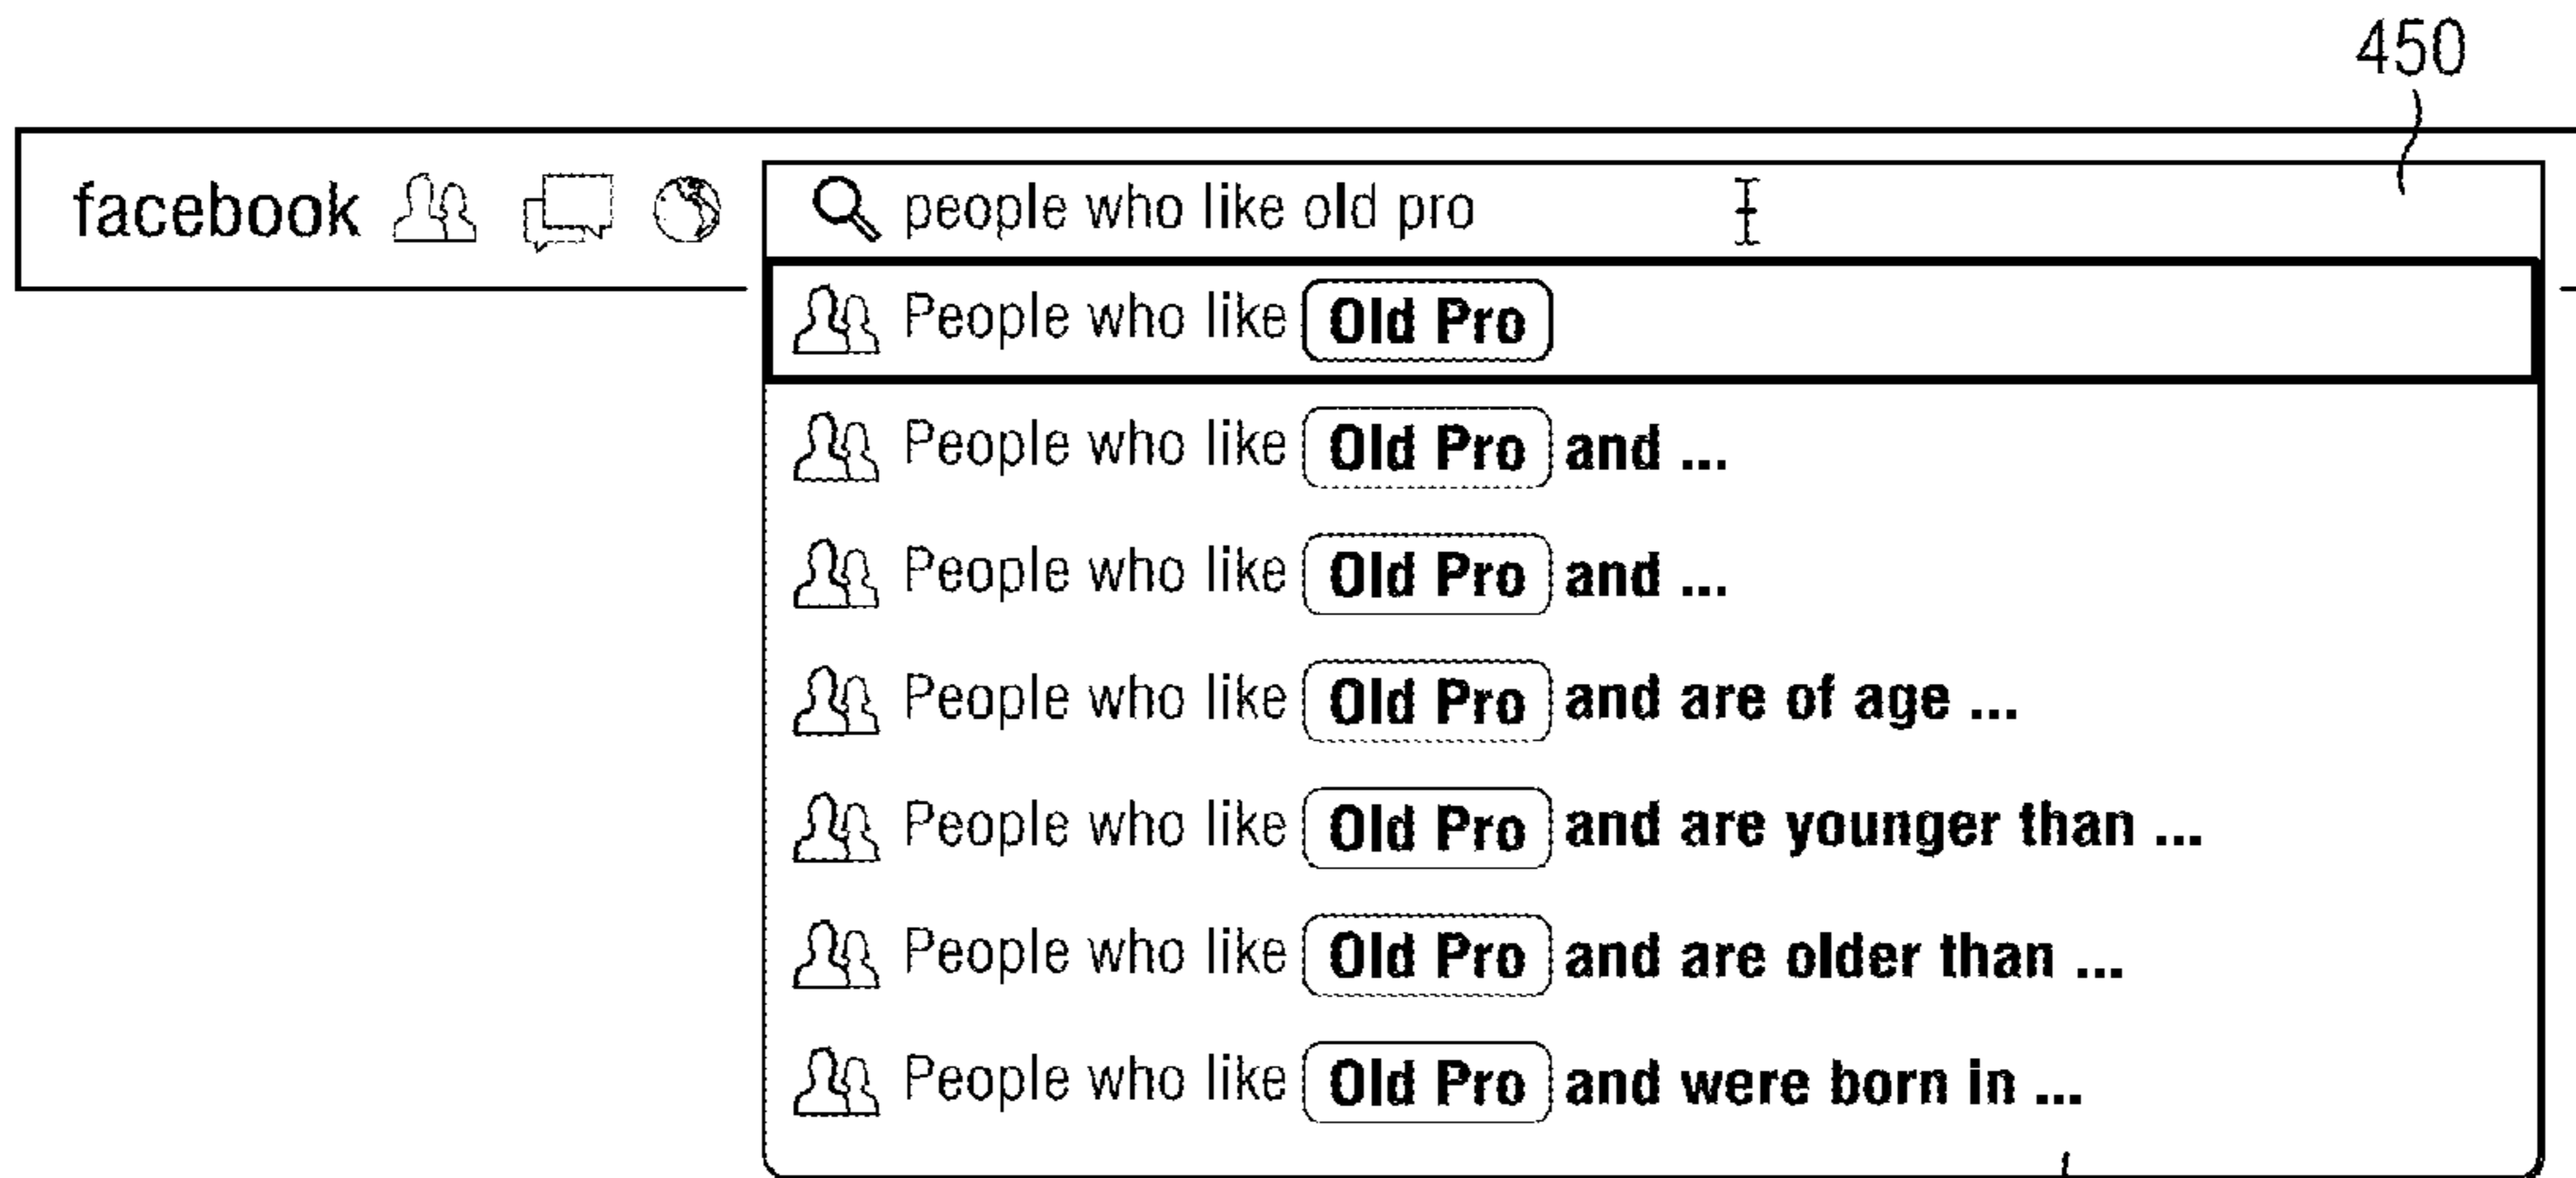 450
facebook people who like old pro
People who like Old Pro
People who like Old Pro and ...
People who like Old Pro and ...
People who like Old Pro and are of age ...
People who like Old Pro and are younger than ...
People who like Old Pro and are older than ...
People who like Old Pro and were born in ...